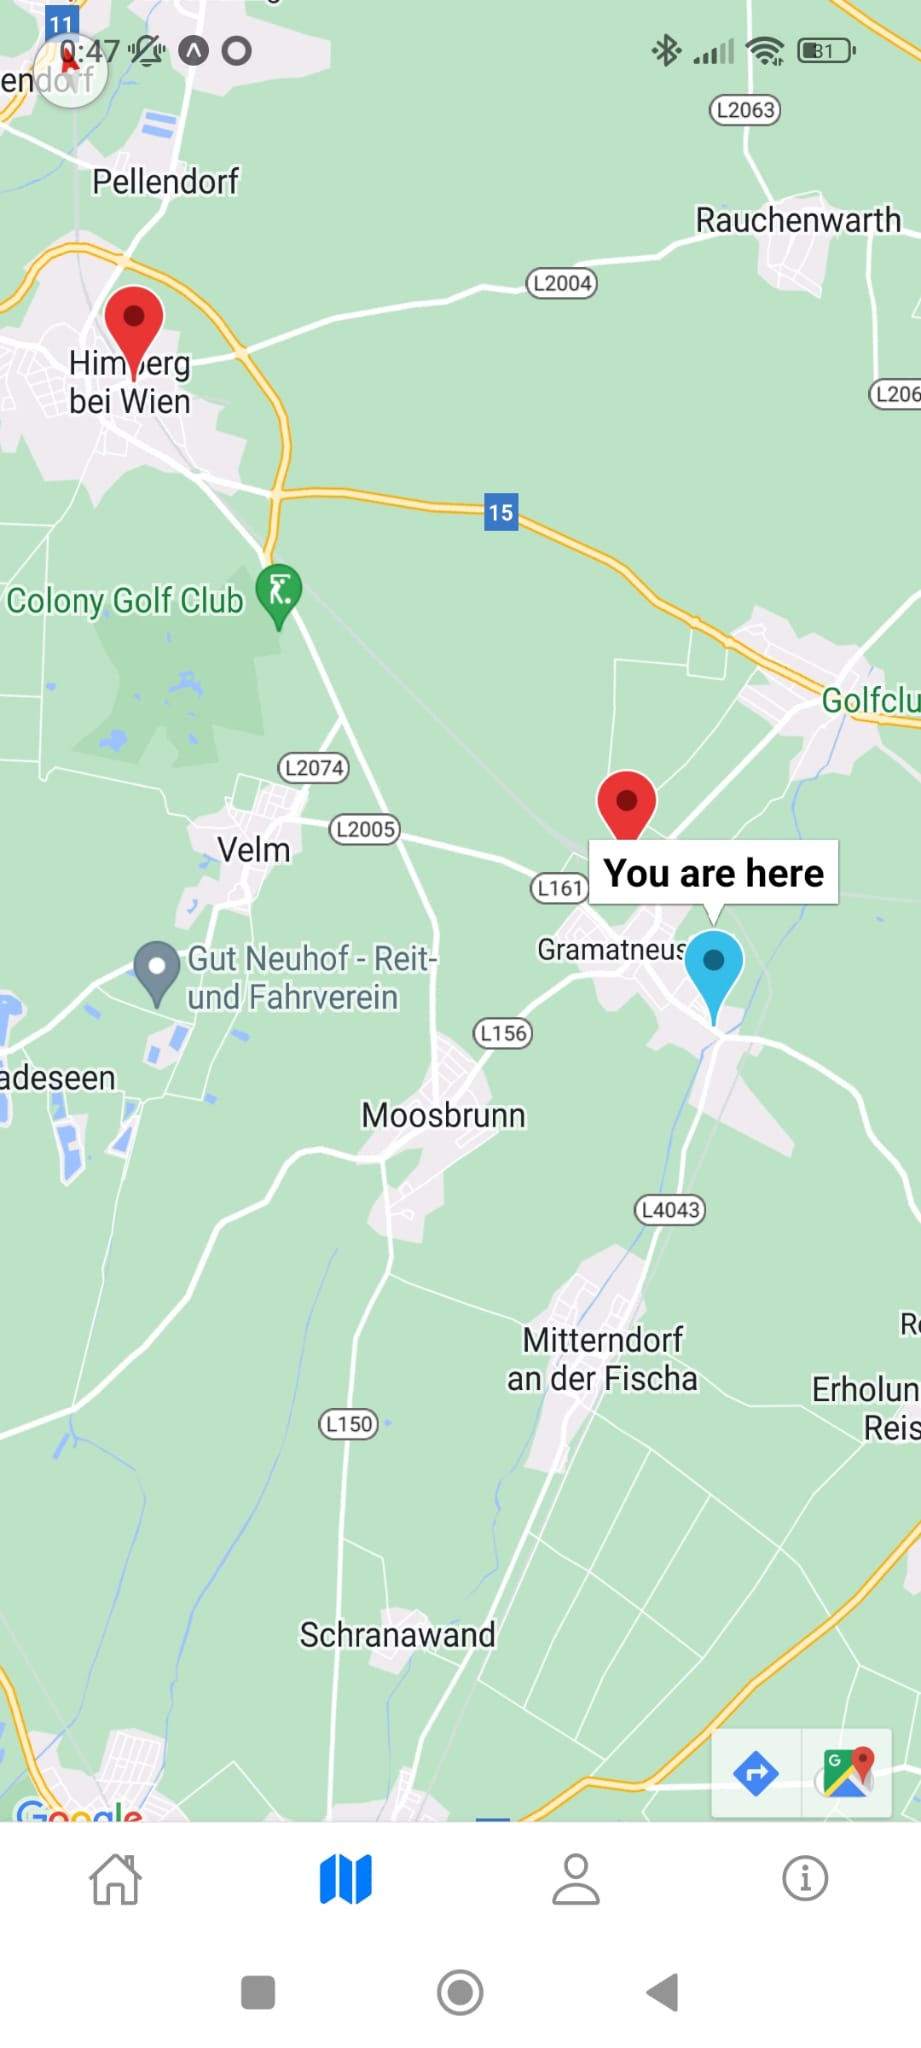 11
0:47
31
endorf
L2063
Pellendorf
Rauchenwarth
L2004
Himberg
bei Wien
L206
15
Colony Golf Club
Golfclu
L2074
L2005
Velm
L161
You are here
Gramatneus
Gut Neuhof - Reit-
und Fahrverein
L156
adeseen
Moosbrunn
L4043
Mitterndorf
an der Fischa
Erholun
Reis
L150
Schranawand
G
Google